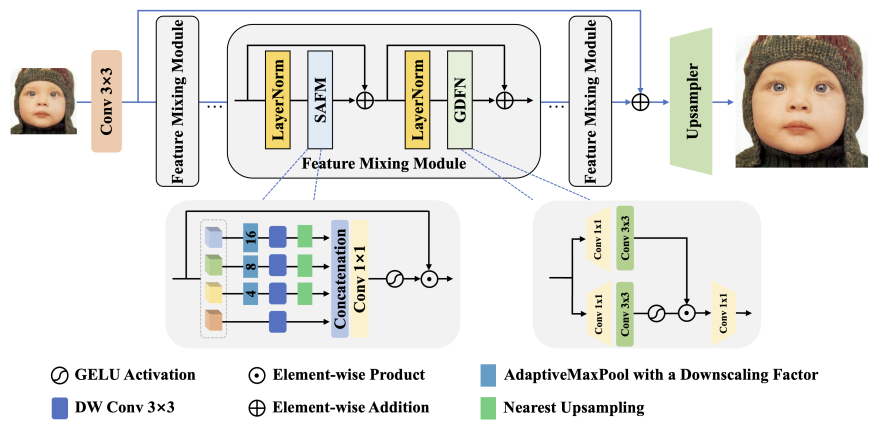 Conv 3×3
Feature Mixing Module
...
LayerNorm
SAFM
LayerNorm
GDFN
Feature Mixing Module
...
Feature Mixing Module
Upsampler
16
8
4
Concatenation
Conv 1×1
Conv 1x1
Conv 3x3
Conv 1x1
Conv 3x3
Conv 1x1
GELU Activation
Element-wise Product
AdaptiveMaxPool with a Downscaling Factor
DW Conv 3×3
Element-wise Addition
Nearest Upsampling